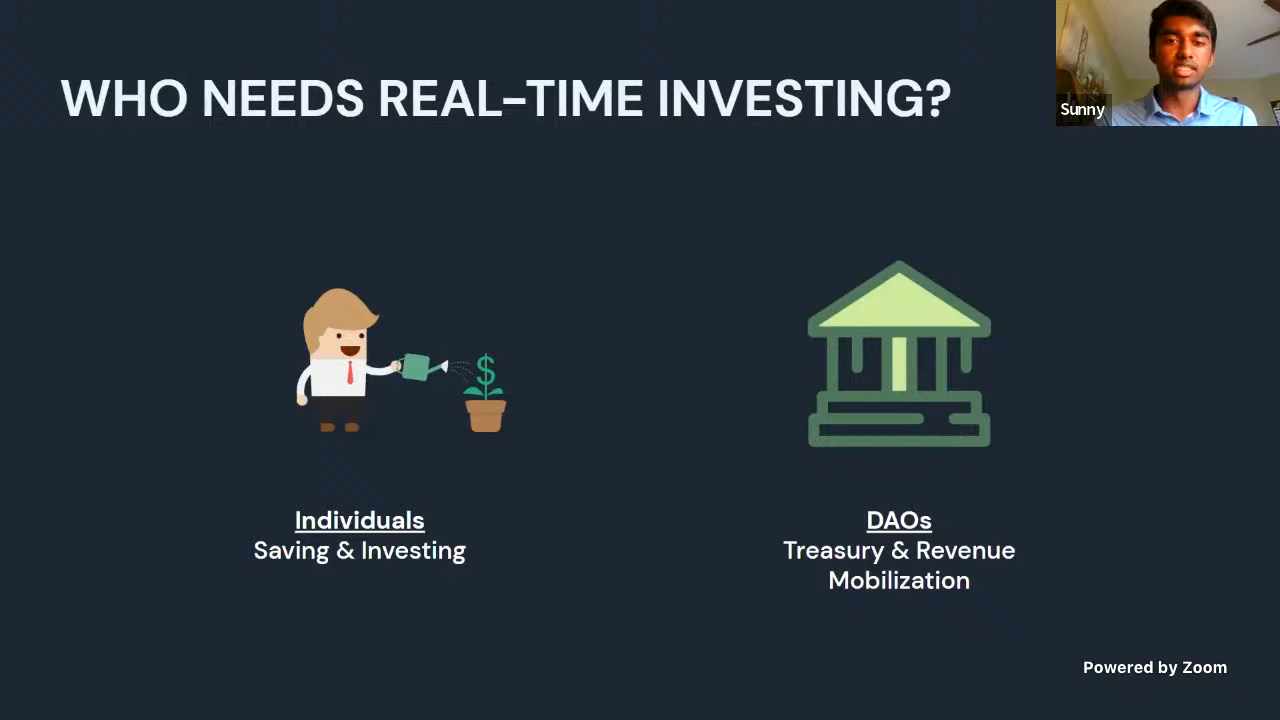 WHO NEEDS REAL-TIME INVESTING?
Sunny
$
Individuals
Saving & Investing
DAOs
Treasury & Revenue
Mobilization
Powered by Zoom